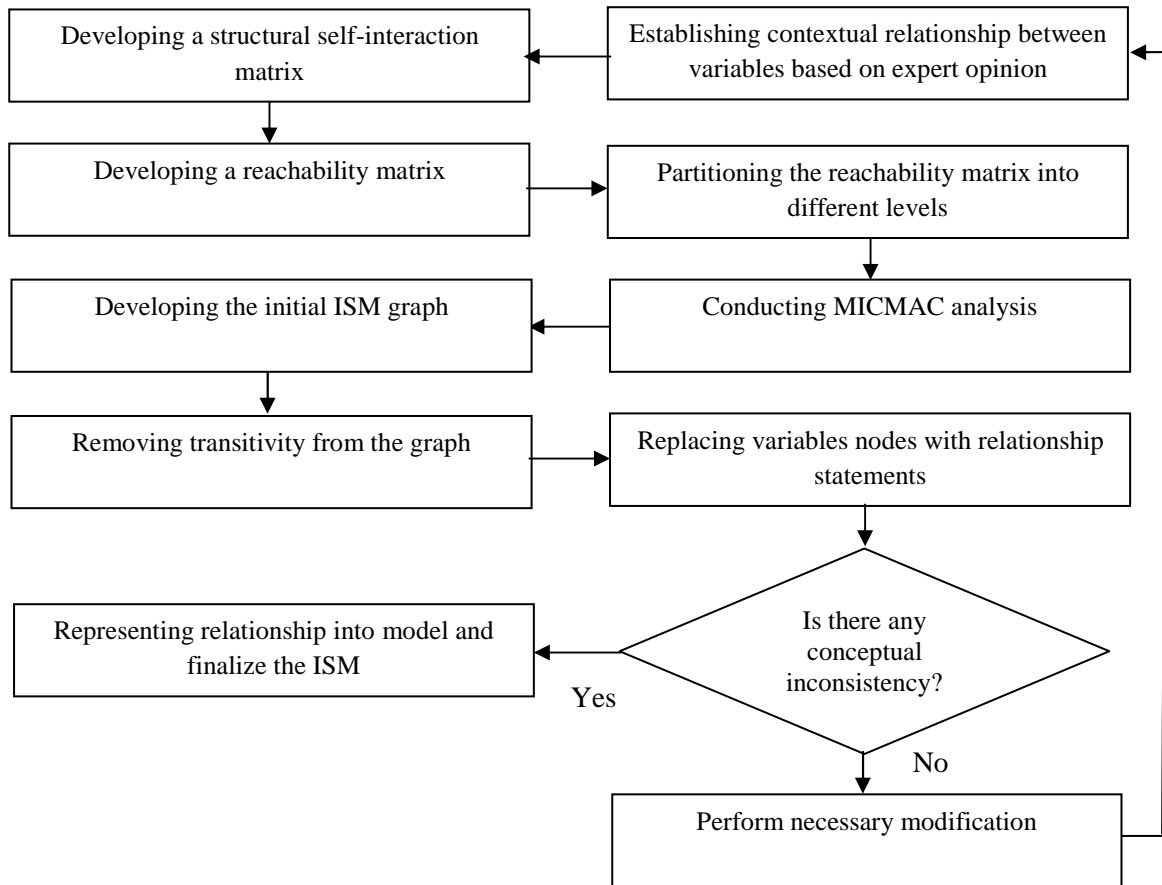 Developing a structural self-interaction
matrix
Establishing contextual relationship between
variables based on expert opinion
Developing a reachability matrix
Partitioning the reachability matrix into
different levels
Developing the initial ISM graph
Conducting MICMAC analysis
Removing transitivity from the graph
Replacing variables nodes with relationship
statements
Representing relationship into model and
finalize the ISM
Is there any
conceptual
inconsistency?
Yes
No
Perform necessary modification